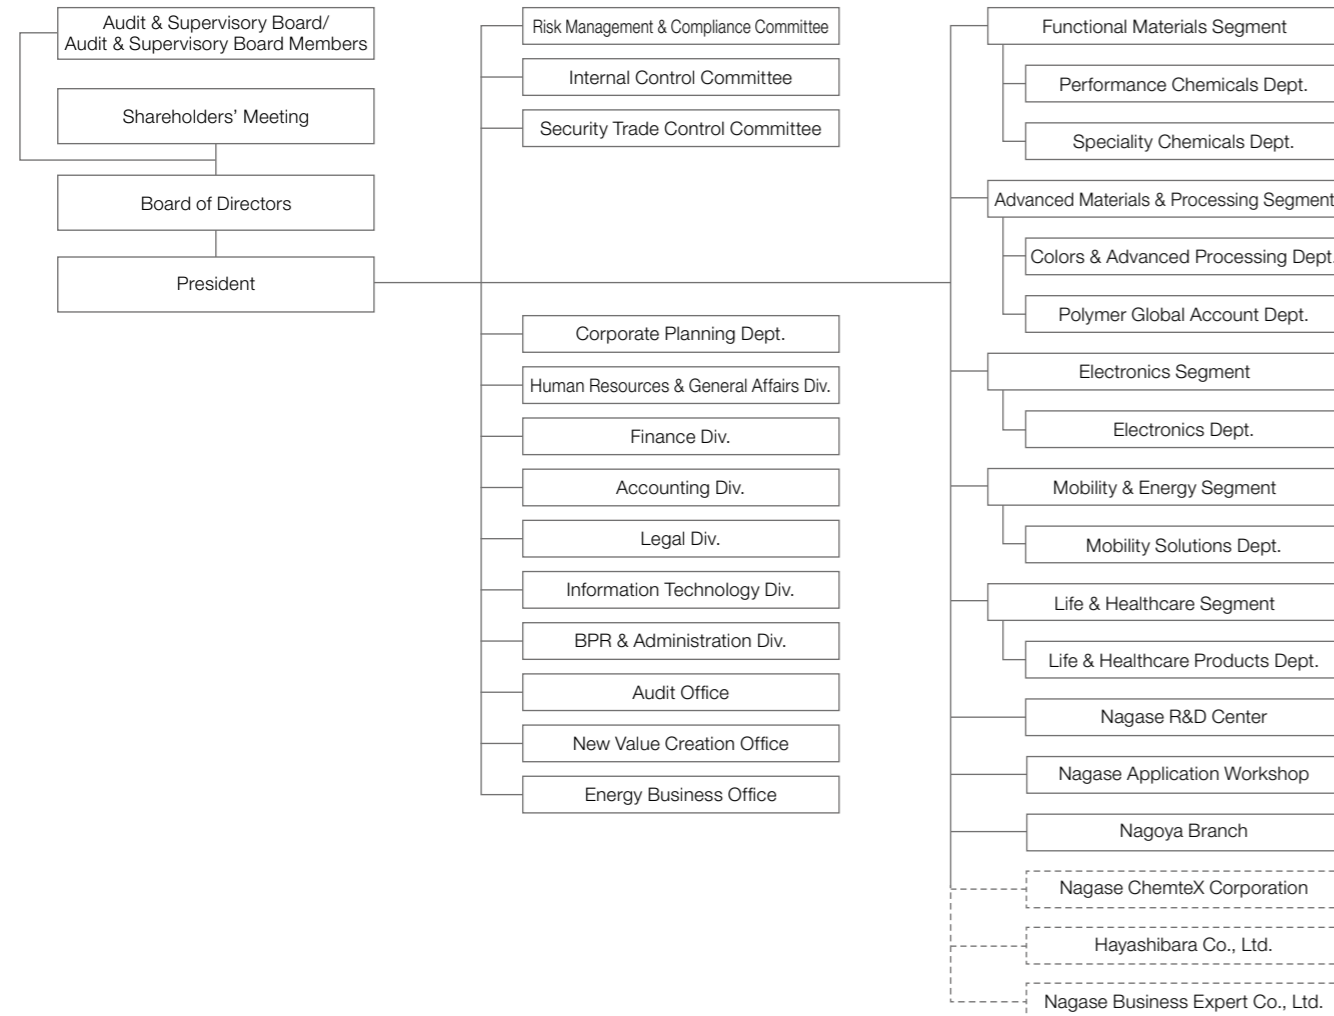 Audit & Supervisory Board/
Audit & Supervisory Board Members
Shareholders’ Meeting
Board of Directors
President
Risk Management & Compliance Committee
Internal Control Committee
Security Trade Control Committee
Corporate Planning Dept.
Human Resources & General Affairs Div.
Finance Div.
Accounting Div.
Legal Div.
Information Technology Div.
BPR & Administration Div.
Audit Office
New Value Creation Office
Energy Business Office
Functional Materials Segment
Performance Chemicals Dept.
Speciality Chemicals Dept.
Advanced Materials & Processing Segment
Colors & Advanced Processing Dept.
Polymer Global Account Dept.
Electronics Segment
Electronics Dept.
Mobility & Energy Segment
Mobility Solutions Dept.
Life & Healthcare Segment
Life & Healthcare Products Dept.
Nagase R&D Center
Nagase Application Workshop
Nagoya Branch
Nagase ChemteX Corporation
Hayashibara Co., Ltd.
Nagase Business Expert Co., Ltd.